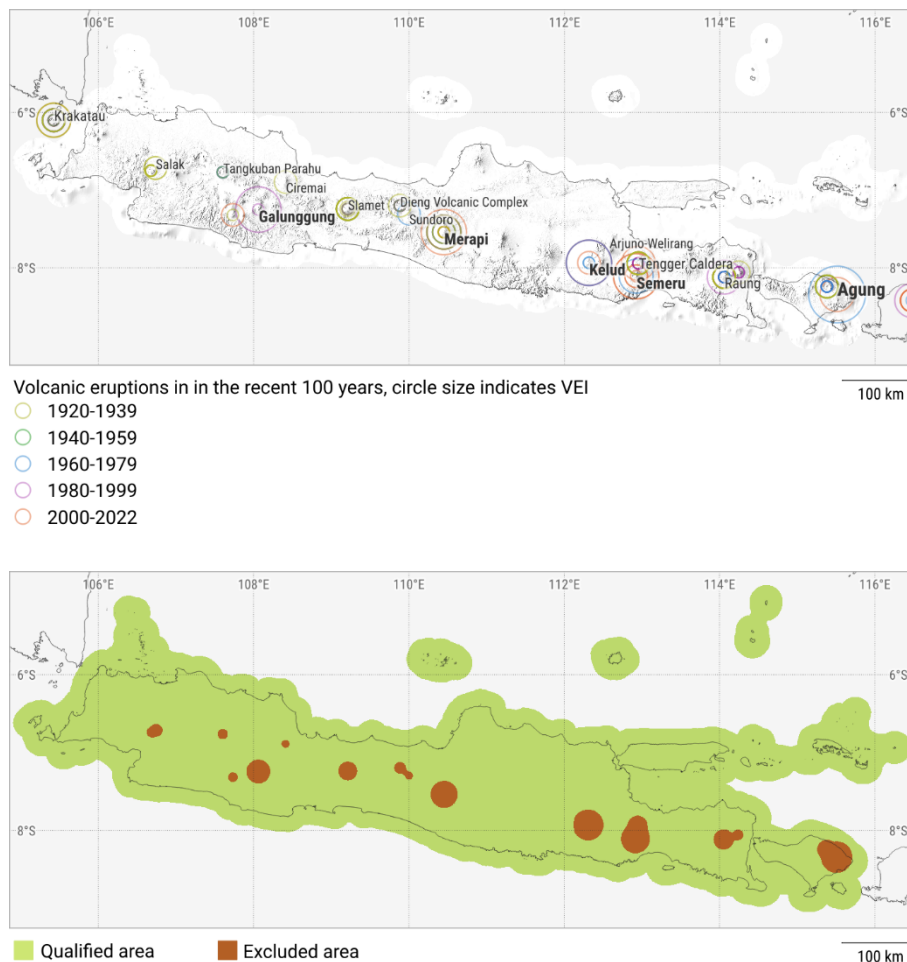 106°E 108°E 110°E 112°E 114°E 116°E
6°S 6°S
Krakatau
Salak
Tangkuban Parahu
Ciremai
Slamet
Dieng Volcanic Complex
Galunggung
Sundoro
Merapi
Arjuno-Welirang
8°S 8°S
Kelud
Tengger Caldera
Semeru
Raung
Agung
Volcanic eruptions in in the recent 100 years, circle size indicates VEI
100 km
1920-1939
1940-1959
1960-1979
1980-1999
2000-2022
106°E 108°E 110°E 112°E 114°E 116°E
6°S 6°S
8°S 8°S
Qualified area Excluded area
100 km